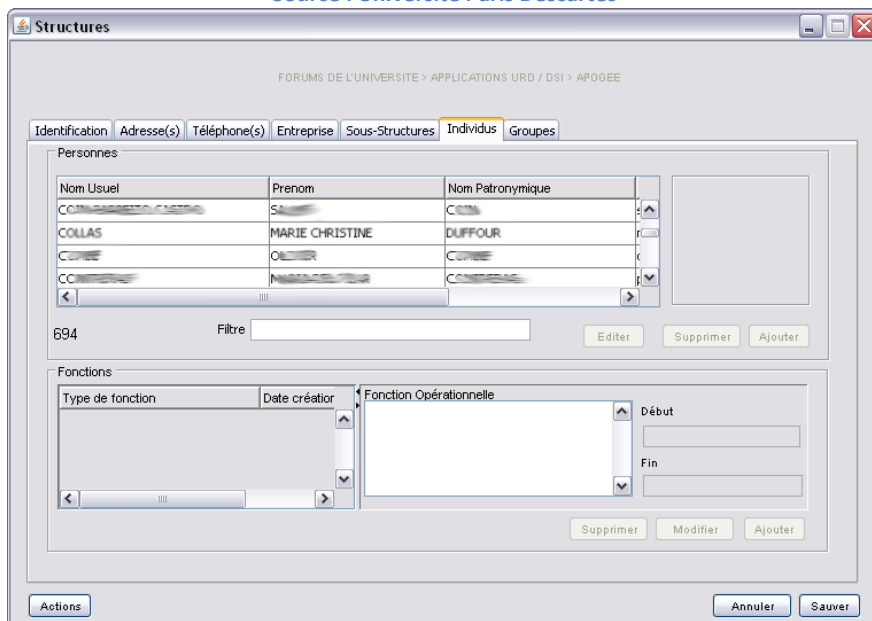 Source : Université Paris Descartes
Structures
FORUMS DE L'UNIVERSITE > APPLICATIONS URD / DSI > APOGEE
Identification Adresse(s) Téléphone(s) Entreprise Sous-Structures Individus Groupes
Personnes
Nom Usuel Prenom Nom Patronymique
COLLAS MARIE CHRISTINE DUFFOUR
694 Filtre Editer Supprimer Ajouter
Fonctions
Type de fonction Date création Fonction Opérationnelle
Début
Fin
Supprimer Modifier Ajouter
Actions Annuler Sauver